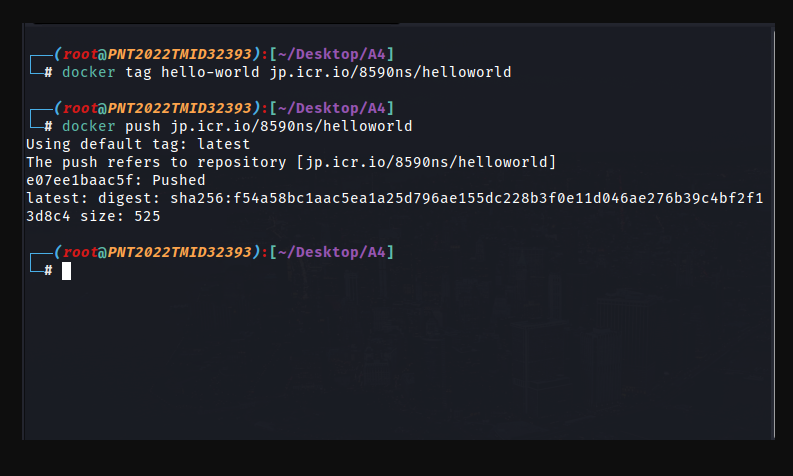 ┌──(root@PNT2022TMID32393):[~/Desktop/A4]
└─# docker tag hello-world jp.icr.io/8590ns/helloworld
┌──(root@PNT2022TMID32393):[~/Desktop/A4]
└─# docker push jp.icr.io/8590ns/helloworld
Using default tag: latest
The push refers to repository [jp.icr.io/8590ns/helloworld]
e07ee1baac5f: Pushed
latest: digest: sha256:f54a58bc1aac5ea1a25d796ae155dc228b3f0e11d046ae276b39c4bf2f1
3d8c4 size: 525
┌──(root@PNT2022TMID32393):[~/Desktop/A4]
└─#